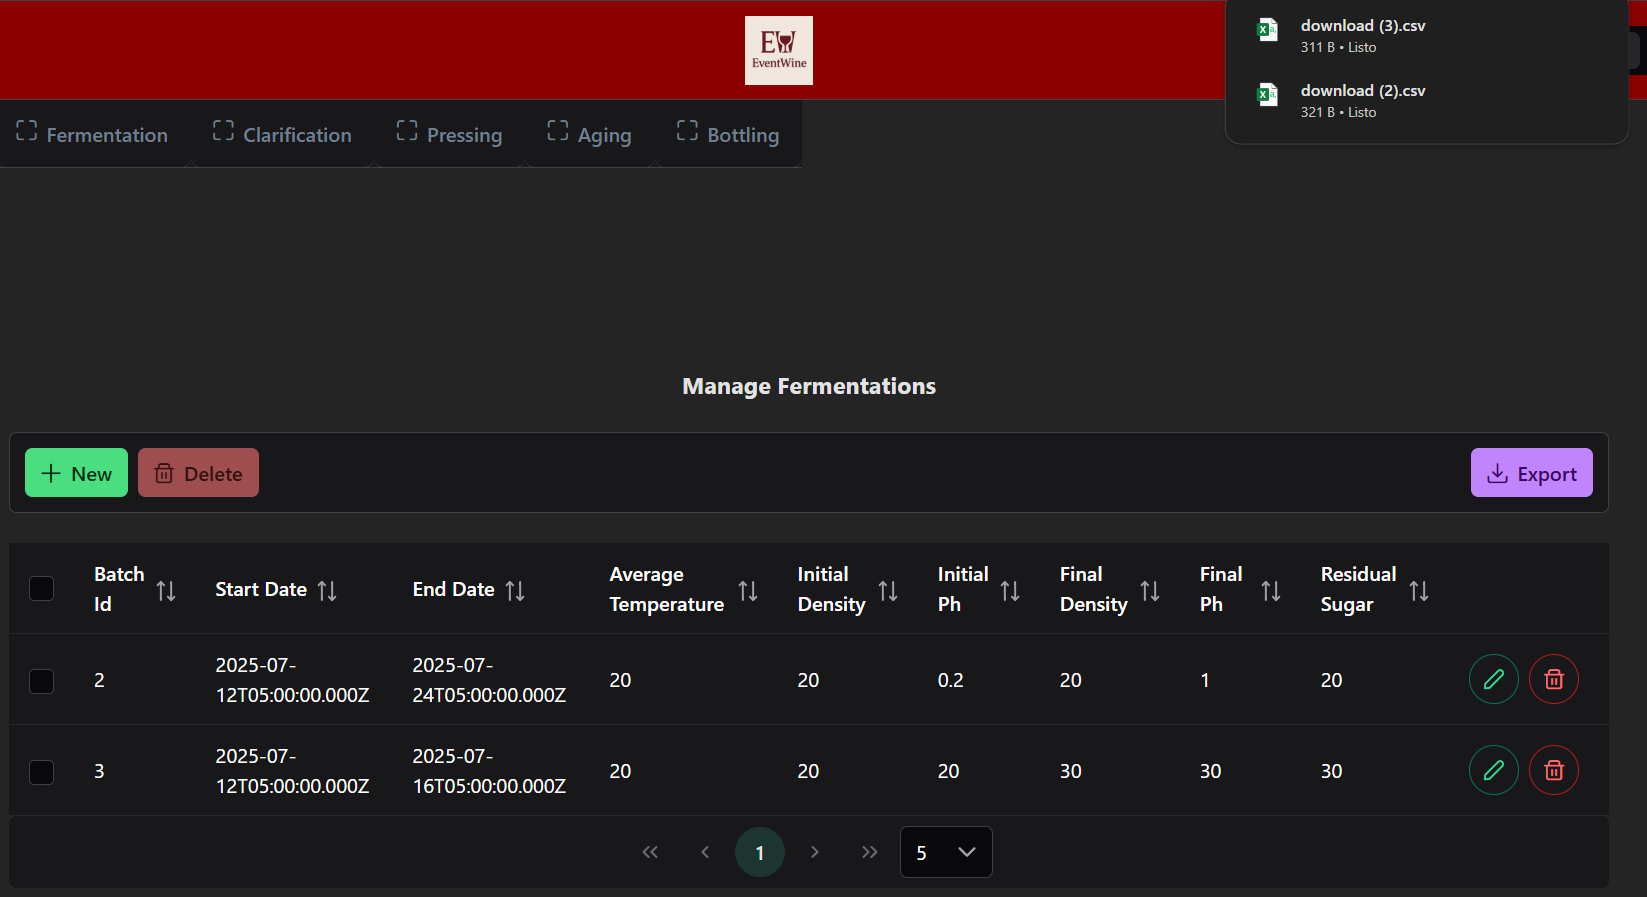 EW
EventWine
download (3).csv
311 B • Listo
download (2).csv
321 B • Listo
Fermentation
Clarification
Pressing
Aging
Bottling
Manage Fermentations
New
Delete
Export
Batch Id
Start Date
End Date
Average Temperature
Initial Density
Initial Ph
Final Density
Final Ph
Residual Sugar
2
2025-07-12T05:00:00.000Z
2025-07-24T05:00:00.000Z
20
20
0.2
20
1
20
3
2025-07-12T05:00:00.000Z
2025-07-16T05:00:00.000Z
20
20
20
30
30
30
1
5